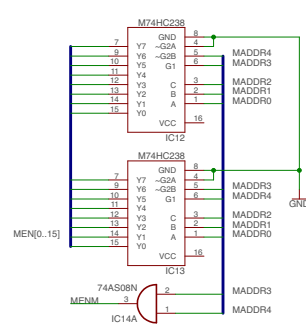 M74HC238
7 Y7 GND 8
9 Y6 ~G2A 4
10 Y5 ~G2B 5 MADDR4
11 Y4 G1 6 MADDR3
12 Y3
13 Y2 C 3 MADDR2
14 Y1 B 2 MADDR1
15 Y0 A 1 MADDR0
VCC 16
IC12
M74HC238
GND 8
7 Y7 ~G2A 4
9 Y6 ~G2B 5 MADDR3
10 Y5 G1 6 MADDR4
11 Y4
12 Y3 C 3 MADDR2
13 Y2 B 2 MADDR1
14 Y1 A 1 MADDR0
15 Y0
VCC 16
IC13
GND
MEN[0..15]
74AS08N
MENM 3 2 MADDR3
1 MADDR4
IC14A